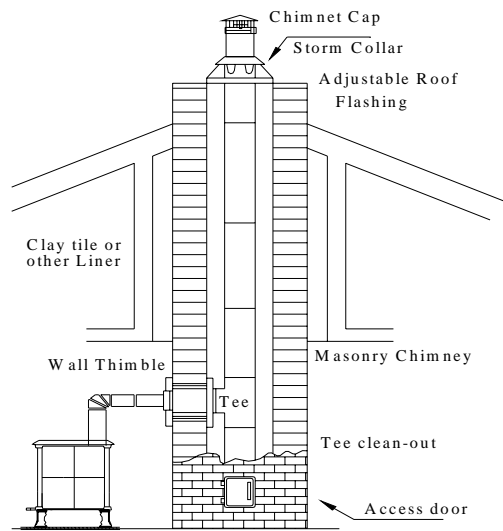 Chimnet Cap
Storm Collar
Adjustable Roof
Flashing
Clay tile or
other Liner
Wall Thimble
Masonry Chimney
Tee
Tee clean-out
Access door